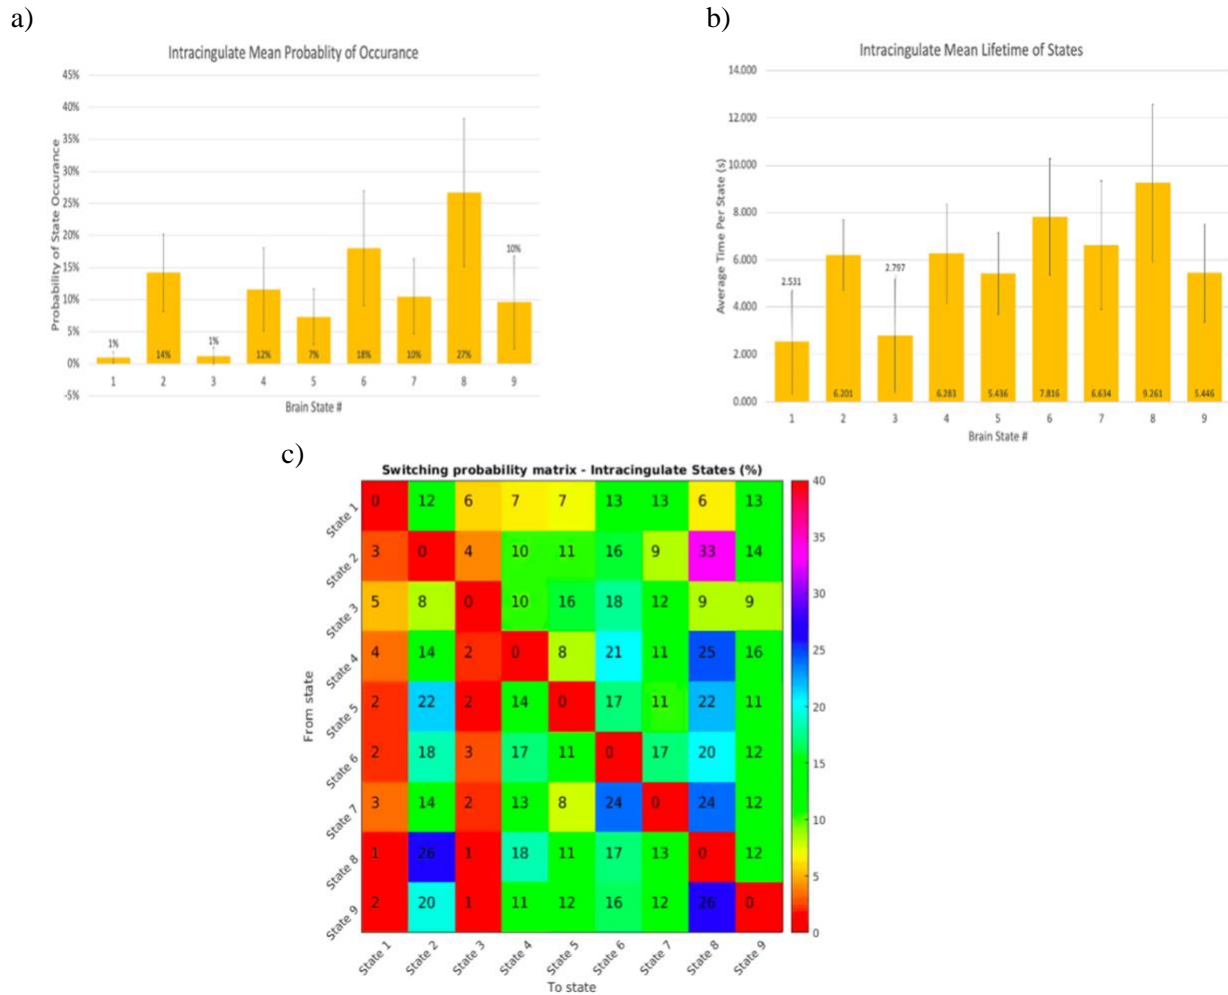 a)
Intracingulate Mean Probablity of Occurance
Probability of State Occurance
45%
40%
35%
30%
25%
20%
15%
10%
5%
0%
-5%
1% 14% 1% 12% 7% 18% 10% 27% 10%
1 2 3 4 5 6 7 8 9
Brain State #
b)
Intracingulate Mean Lifetime of States
Average Time Per State (s)
14.000
12.000
10.000
8.000
6.000
4.000
2.000
0.000
2.531 6.201 2.797 6.283 5.436 7.816 6.634 9.261 5.446
1 2 3 4 5 6 7 8 9
Brain State #
c)
Switching probability matrix - Intracingulate States (%)
From state
State 1 0 12 6 7 7 13 13 6 13
State 2 3 0 4 10 11 16 9 33 14
State 3 5 8 0 10 16 18 12 9 9
State 4 4 14 2 0 8 21 11 25 16
State 5 2 22 2 14 0 17 11 22 11
State 6 2 18 3 17 11 0 17 20 12
State 7 3 14 2 13 8 24 0 24 12
State 8 1 26 1 18 11 17 13 0 12
State 9 2 20 1 11 12 16 12 26 0
State 1 State 2 State 3 State 4 State 5 State 6 State 7 State 8 State 9
To state
40
35
30
25
20
15
10
5
0